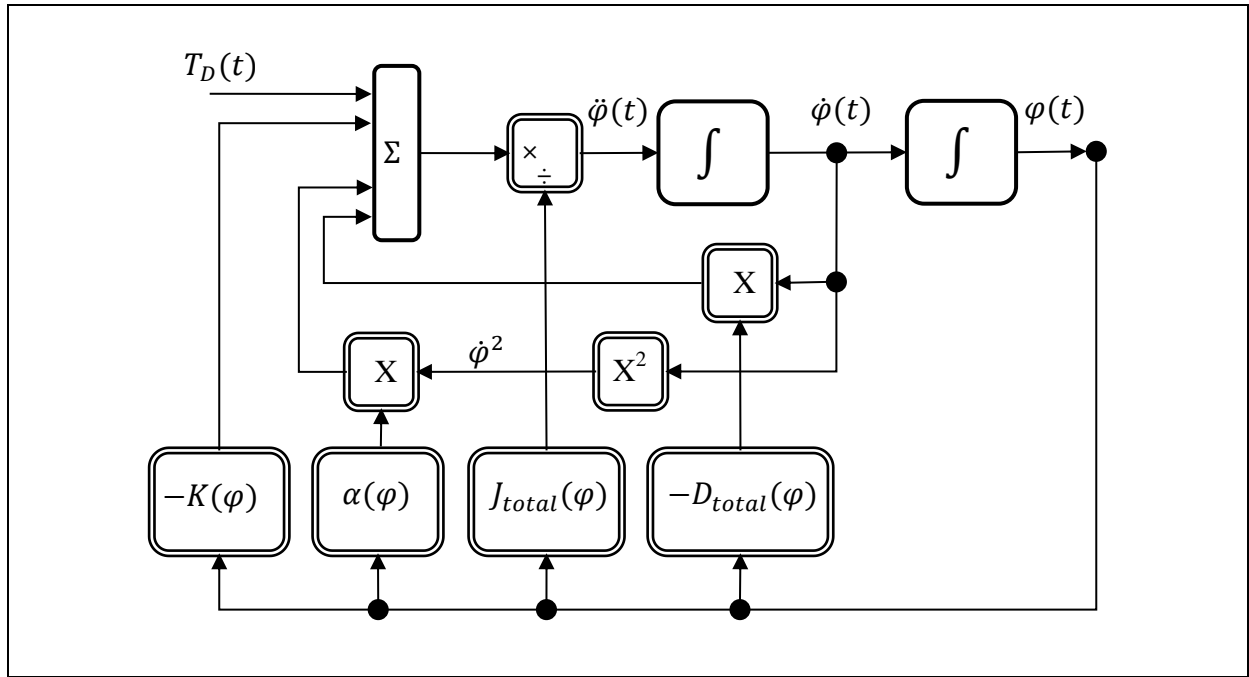 T_D(t)
Σ
×
÷
φ̈(t)
∫
φ̇(t)
∫
φ(t)
X
X
φ̇²
X²
−K(φ)
α(φ)
J_total(φ)
−D_total(φ)